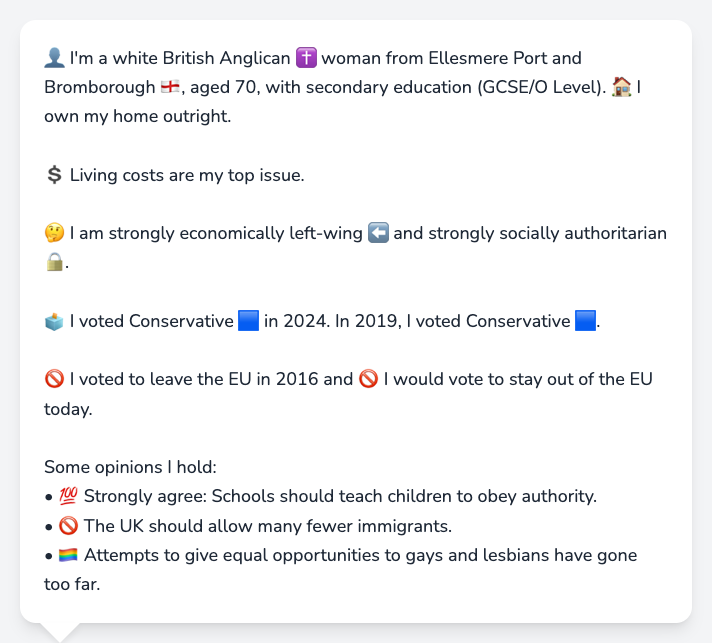 👤 I'm a white British Anglican ✝️ woman from Ellesmere Port and
Bromborough 🏴󠁧󠁢󠁥󠁮󠁧󠁿, aged 70, with secondary education (GCSE/O Level). 🏠 I
own my home outright.
💲 Living costs are my top issue.
🤔 I am strongly economically left-wing ⬅️ and strongly socially authoritarian
🔒.
🗳️ I voted Conservative 🟦 in 2024. In 2019, I voted Conservative 🟦.
🚫 I voted to leave the EU in 2016 and 🚫 I would vote to stay out of the EU
today.
Some opinions I hold:
• 💯 Strongly agree: Schools should teach children to obey authority.
• 🚫 The UK should allow many fewer immigrants.
• 🏳️‍🌈 Attempts to give equal opportunities to gays and lesbians have gone
too far.